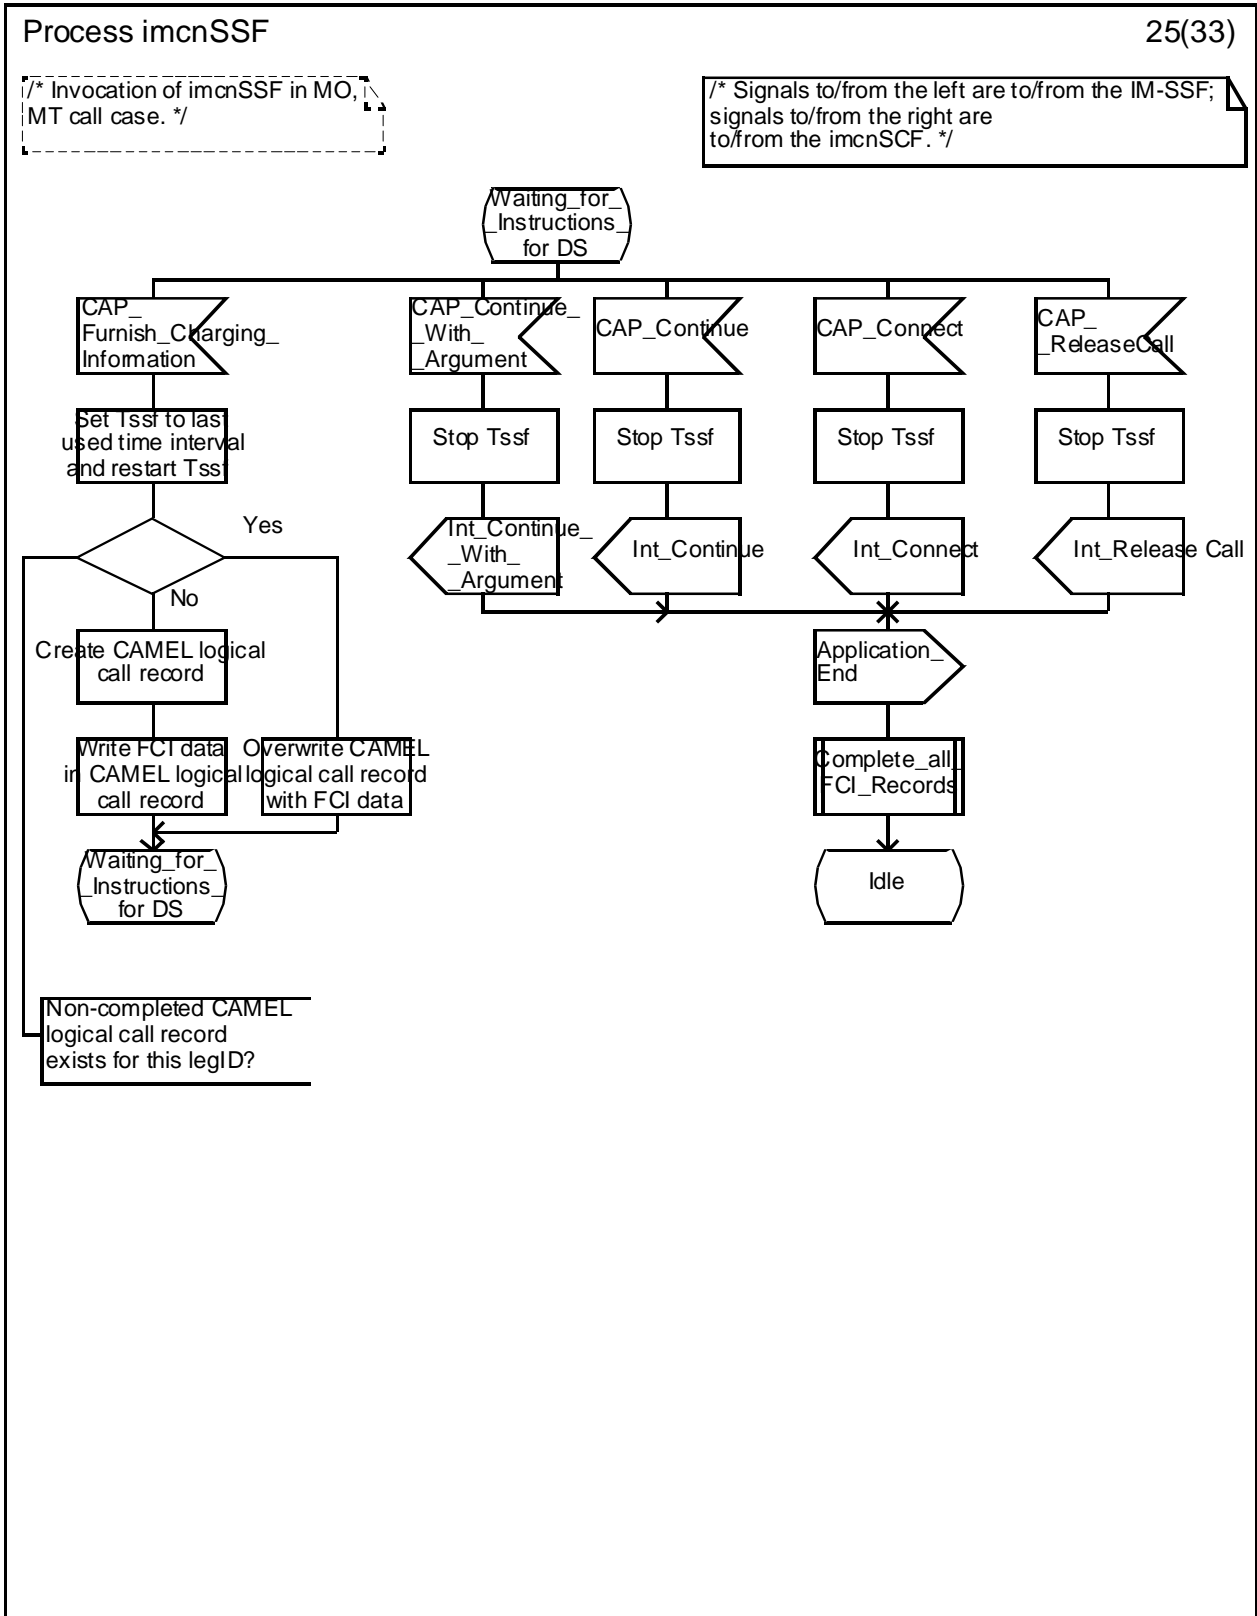 Process imcnSSF
25(33)
/* Invocation of imcnSSF in MO,
MT call case. */
/* Signals to/from the left are to/from the IM-SSF;
signals to/from the right are
to/from the imcnSCF. */
Waiting_for_
_Instructions_
for DS
CAP_
Furnish_Charging_
Information
CAP_Continue_
_With_
_Argument
CAP_Continue
CAP_Connect
CAP_
_ReleaseCall
Set Tssf to last
used time interval
and restart Tssf
Stop Tssf
Stop Tssf
Stop Tssf
Stop Tssf
Yes
No
Int_Continue_
_With_
_Argument
Int_Continue
Int_Connect
Int_Release Call
Create CAMEL logical
call record
Application_
End
Write FCI data
in CAMEL logical
call record
Overwrite CAMEL
logical call record
with FCI data
Complete_all_
FCI_Records
Waiting_for_
_Instructions_
for DS
Idle
Non-completed CAMEL
logical call record
exists for this legID?